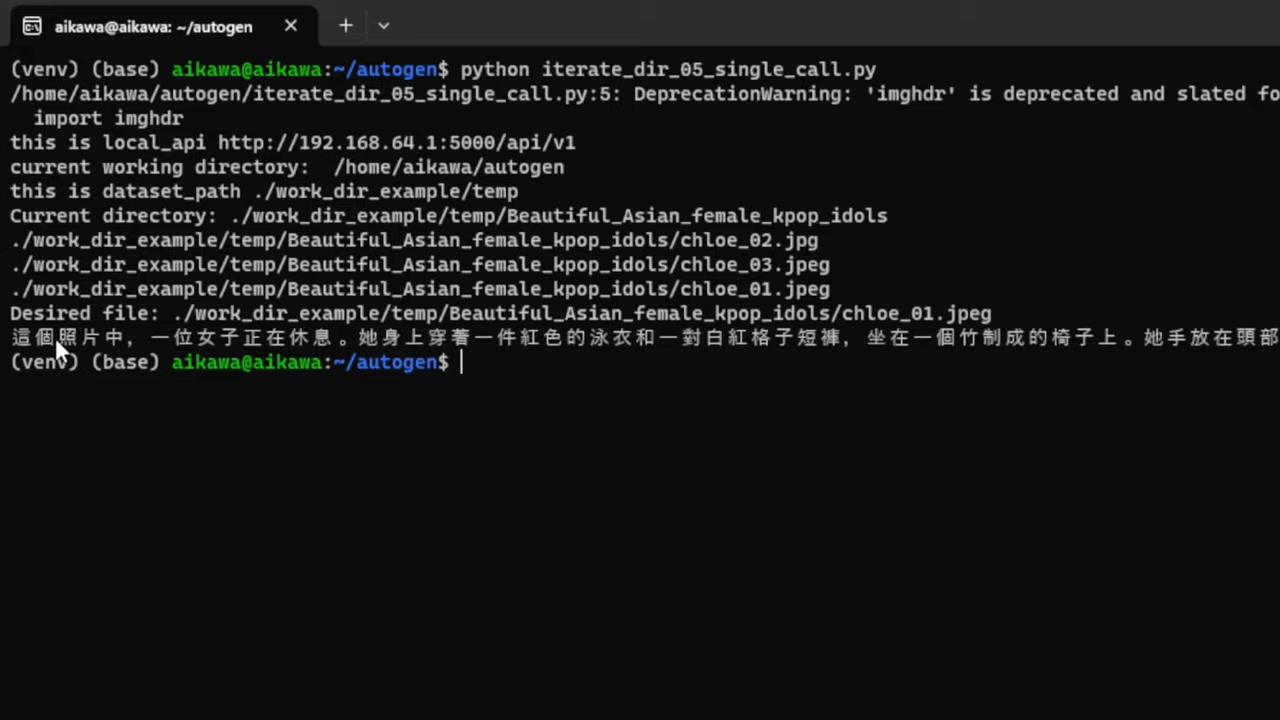 aikawa@aikawa: ~/autogen
(venv) (base) aikawa@aikawa:~/autogen$ python iterate_dir_05_single_call.py
/home/aikawa/autogen/iterate_dir_05_single_call.py:5: DeprecationWarning: 'imghdr' is deprecated and slated fo
import imghdr
this is local_api http://192.168.64.1:5000/api/v1
current working directory:  /home/aikawa/autogen
this is dataset_path ./work_dir_example/temp
Current directory: ./work_dir_example/temp/Beautiful_Asian_female_kpop_idols
./work_dir_example/temp/Beautiful_Asian_female_kpop_idols/chloe_02.jpg
./work_dir_example/temp/Beautiful_Asian_female_kpop_idols/chloe_03.jpeg
./work_dir_example/temp/Beautiful_Asian_female_kpop_idols/chloe_01.jpeg
Desired file: ./work_dir_example/temp/Beautiful_Asian_female_kpop_idols/chloe_01.jpeg
這個照片中, 一位女子正在休息。她身上穿著一件紅色的泳衣和一對白紅格子短褲, 坐在一個竹制成的椅子上。她手放在頭部
(venv) (base) aikawa@aikawa:~/autogen$